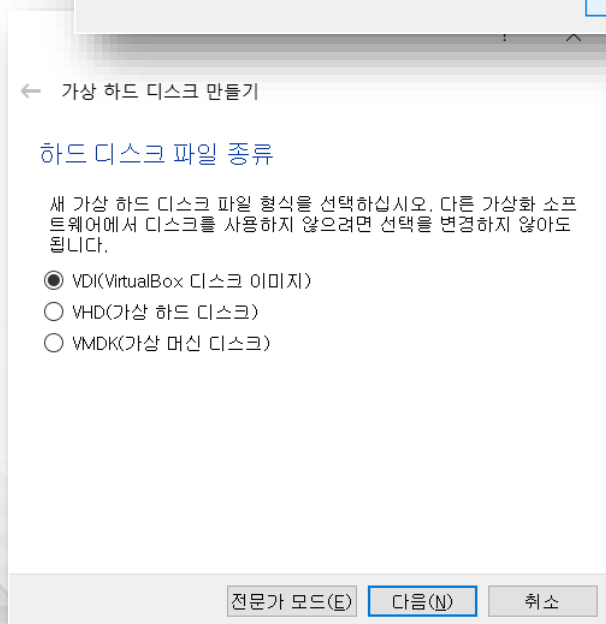 가상 하드 디스크 만들기
하드 디스크 파일 종류
새 가상 하드 디스크 파일 형식을 선택하십시오. 다른 가상화 소프
트웨어에서 디스크를 사용하지 않으려면 선택을 변경하지 않아도
됩니다.
VDI(VirtualBox 디스크 이미지)
VHD(가상 하드 디스크)
VMDK(가상 머신 디스크)
전문가 모드(E) 다음(N) 취소